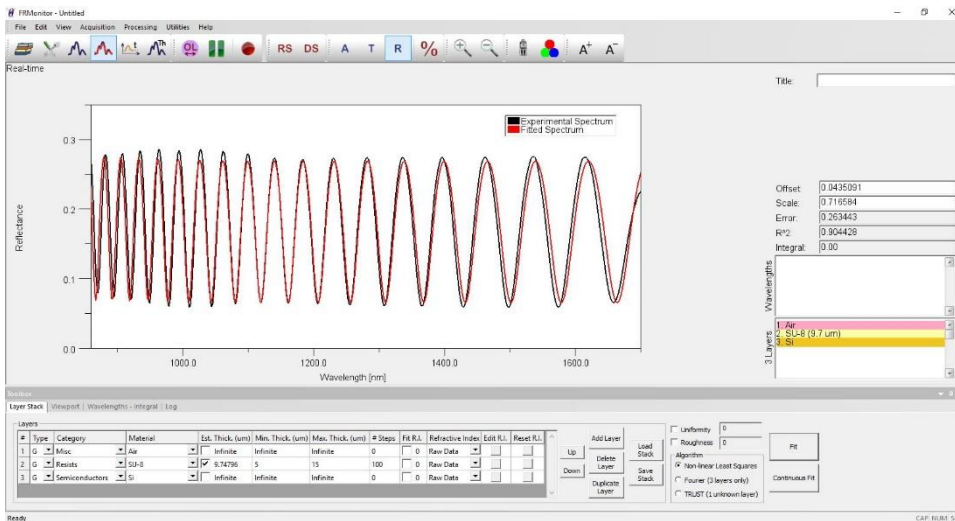 FRMonitor - Untitled
File Edit View Acquisition Processing Utilities Help
Th OL RS DS A T R % A+ A-
Real-time
Title:
Experimental Spectrum
Fitted Spectrum
0.3
0.2
0.1
0.0
Reflectance
1000.0 1200.0 1400.0 1600.0
Wavelength [nm]
Offset 0.0435091
Scale: 0.716584
Error: 0.263443
R^2: 0.904428
Integral: 0.00
Wavelengths
3 Layers
1. Air
2. SU-8 (9.7 um)
3. Si
Toolbox
Layer Stack Viewport Wavelengths - Integral Log
Layers
# Type Category Material Est. Thick. (um) Min. Thick. (um) Max. Thick. (um) # Steps Fit R.I. Refractive Index Edit R.I. Reset R.I.
1 G Misc Air Infinite Infinite Infinite 0 0 Raw Data
2 G Resists SU-8 9.74796 5 15 100 0 Raw Data
3 G Semiconductors Si Infinite Infinite Infinite 0 0 Raw Data
Up
Down
Add Layer
Delete Layer
Duplicate Layer
Load Stack
Save Stack
Uniformity 0
Roughness 0
Algorithm
Non-linear Least Squares
Fourier (3 layers only)
TRUST (1 unknown layer)
Fit
Continuous Fit
Ready
CAP NUM S